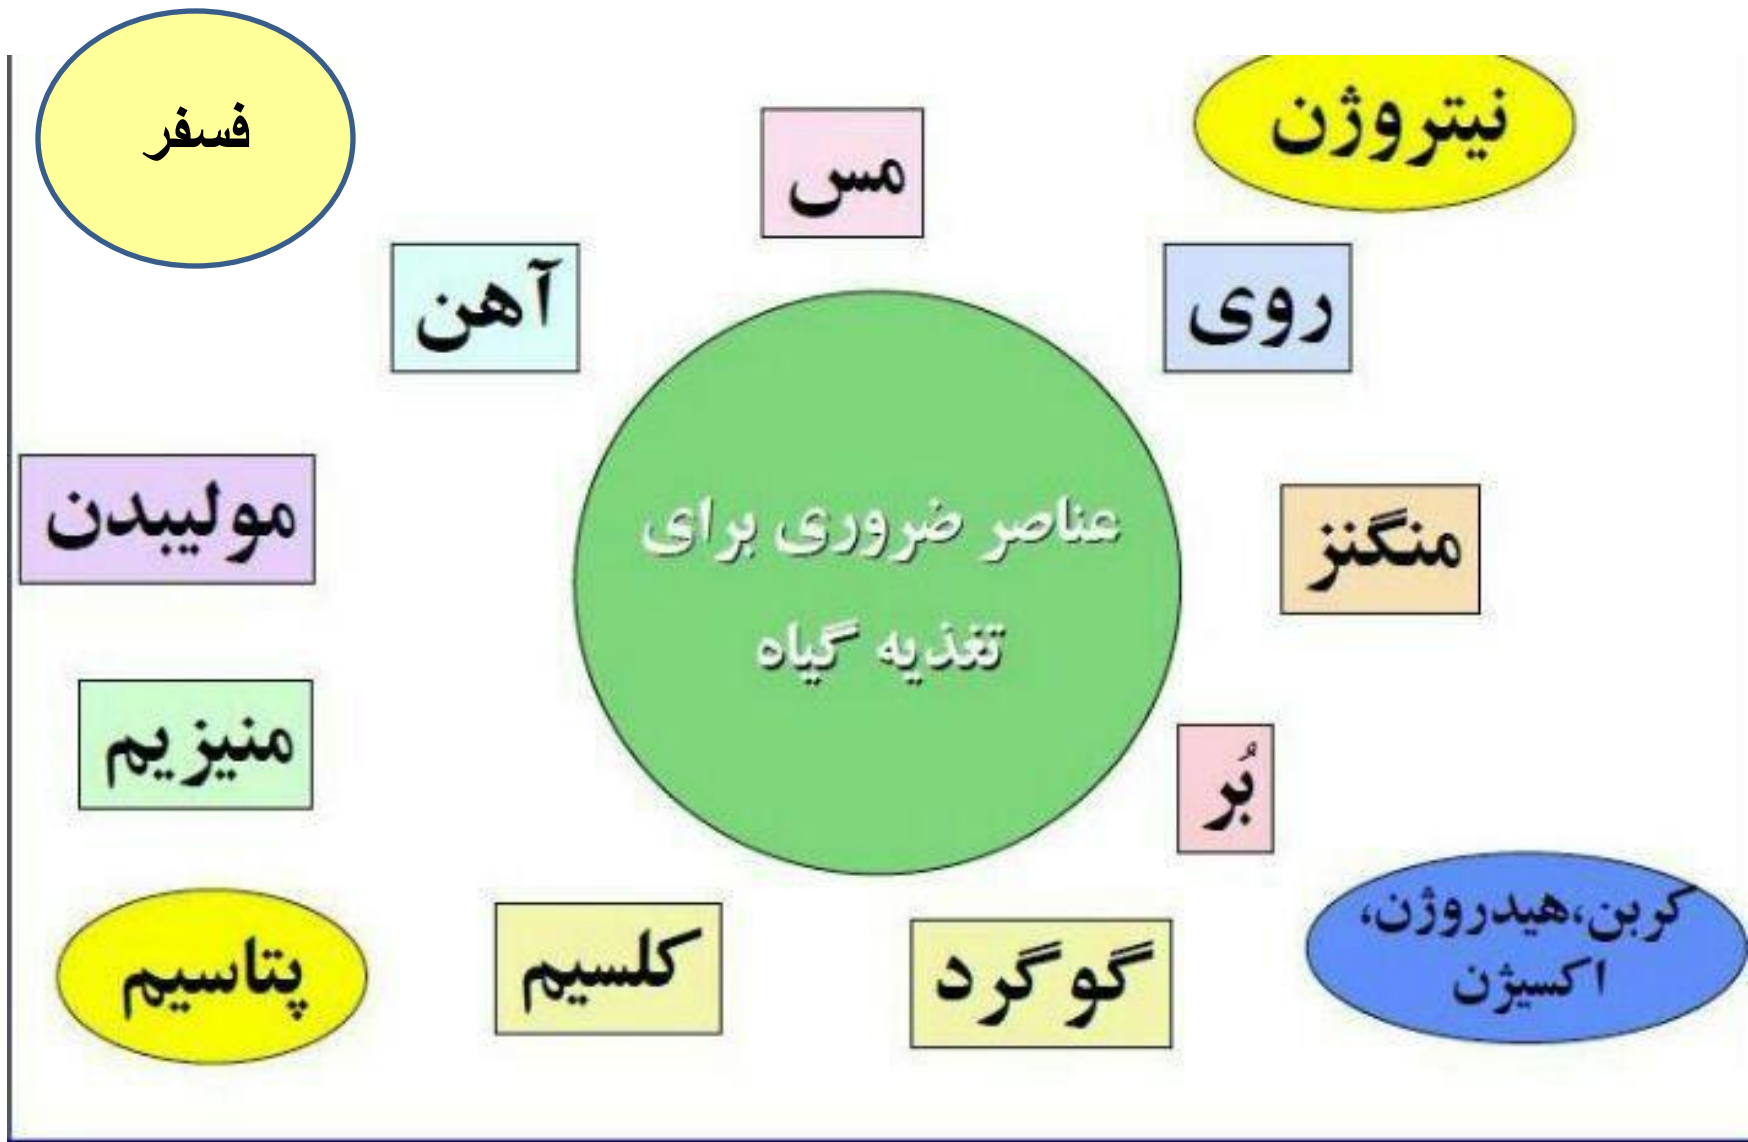 فسفر
نیتروژن
مس
آهن
روی
عناصر ضروری برای
تغذیه گیاه
مولیبدن
منگنز
منیزیم
بُر
پتاسیم
کلسیم
گوگرد
کربن،هیدروژن،
اکسیژن